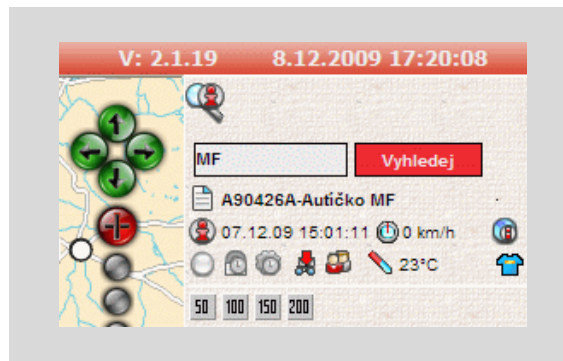 V: 2.1.19 8.12.2009 17:20:08
MF Vyhledej
A90426A-Autíčko MF
07.12.09 15:01:11 0 km/h
23°C
50 100 150 200